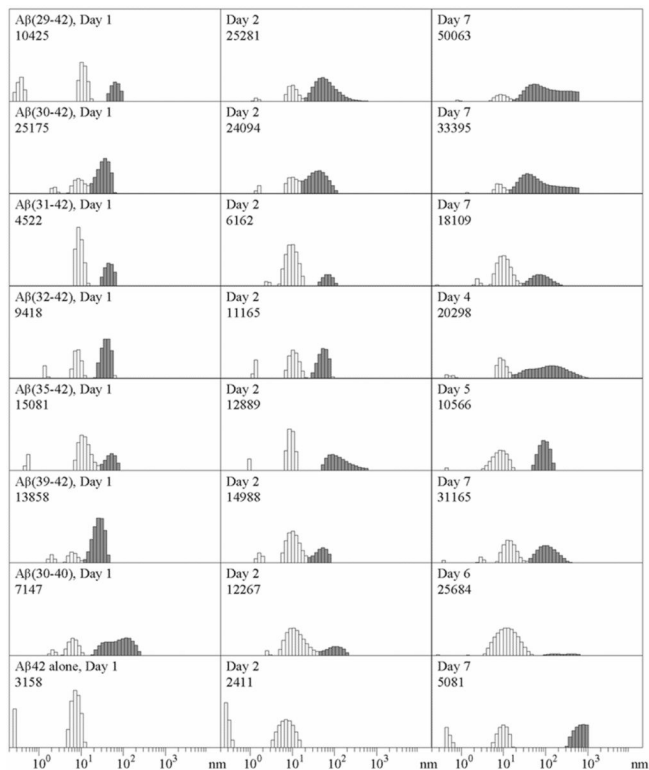 Aβ(29-42), Day 1
10425
Day 2
25281
Day 7
50063
Aβ(30-42), Day 1
25175
Day 2
24094
Day 7
33395
Aβ(31-42), Day 1
4522
Day 2
6162
Day 7
18109
Aβ(32-42), Day 1
9418
Day 2
11165
Day 4
20298
Aβ(35-42), Day 1
15081
Day 2
12889
Day 5
10566
Aβ(39-42), Day 1
13858
Day 2
14988
Day 7
31165
Aβ(30-40), Day 1
7147
Day 2
12267
Day 6
25684
Aβ42 alone, Day 1
3158
Day 2
2411
Day 7
5081
10⁰ 10¹ 10² 10³ nm 10⁰ 10¹ 10² 10³ nm 10⁰ 10¹ 10² 10³ nm